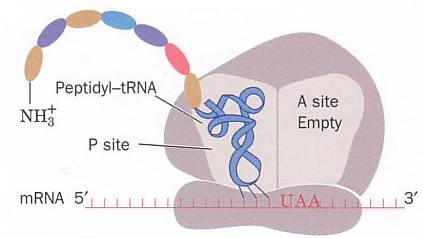 Peptidyl–tRNA
NH₃⁺
P site
A site
Empty
mRNA 5′ UAA 3′